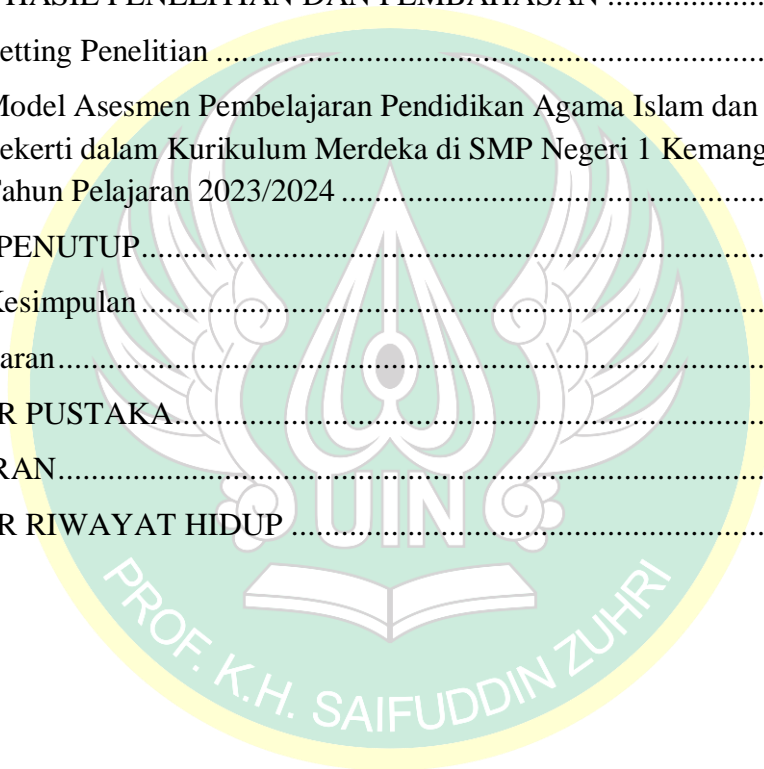 HASIL PENELITIAN DAN PEMBAHASAN ...................
etting Penelitian .......................................................................
Model Asesmen Pembelajaran Pendidikan Agama Islam dan
ekerti dalam Kurikulum Merdeka di SMP Negeri 1 Kemang
ahun Pelajaran 2023/2024 ......................................................
PENUTUP................................................................................
Kesimpulan..............................................................................
aran..........................................................................................
R PUSTAKA............................................................................
RAN.........................................................................................
R RIWAYAT HIDUP .............................................................
UIN
PROF. K.H. SAIFUDDIN ZUHRI